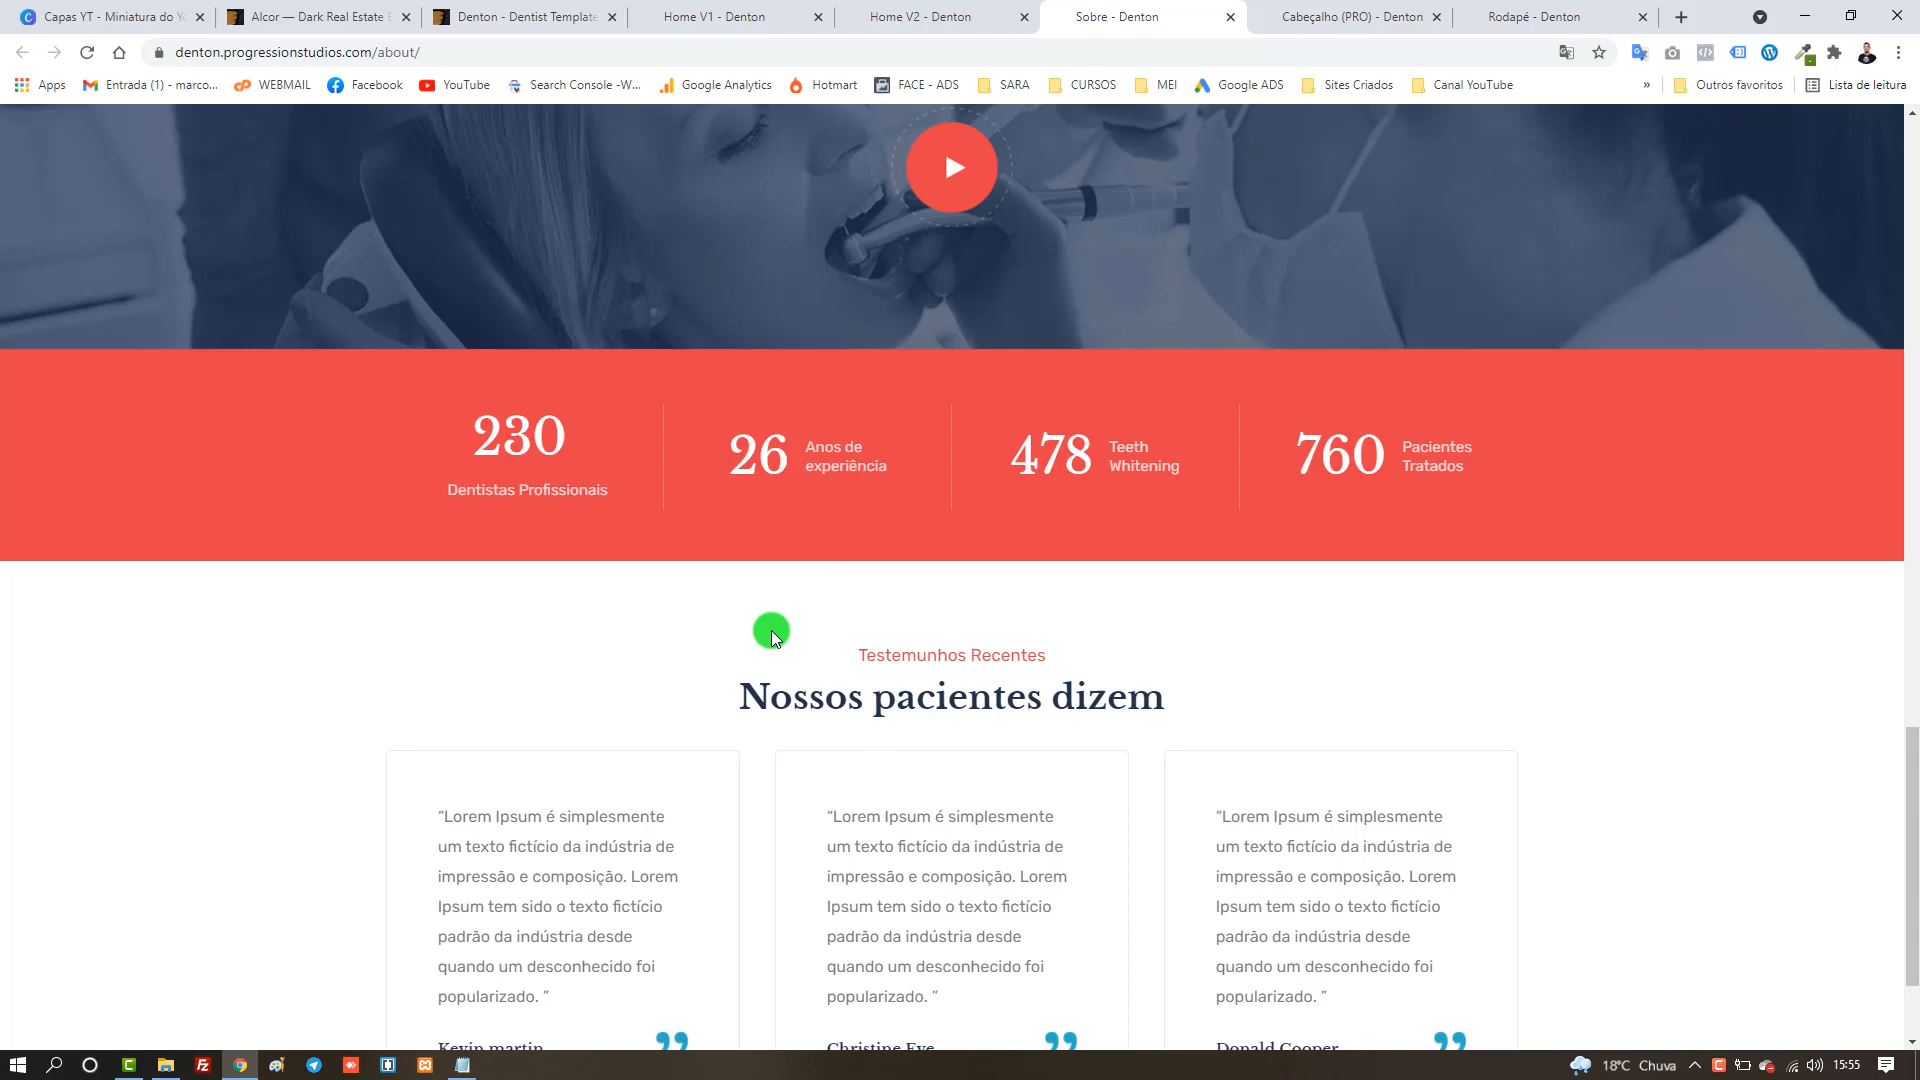 Capas YT - Miniatura do Yo
Alcor — Dark Real Estate E
Denton - Dentist Template
Home V1 - Denton
Home V2 - Denton
Sobre - Denton
Cabeçalho (PRO) - Denton
Rodapé - Denton
denton.progressionstudios.com/about/
Apps
Entrada (1) - marco...
WEBMAIL
Facebook
YouTube
Search Console -W...
Google Analytics
Hotmart
FACE - ADS
SARA
CURSOS
MEI
Google ADS
Sites Criados
Canal YouTube
»
Outros favoritos
Lista de leitura
230
Dentistas Profissionais
26
Anos de
experiência
478
Teeth
Whitening
760
Pacientes
Tratados
Testemunhos Recentes
Nossos pacientes dizem
“Lorem Ipsum é simplesmente
um texto fictício da indústria de
impressão e composição. Lorem
Ipsum tem sido o texto fictício
padrão da indústria desde
quando um desconhecido foi
popularizado. ”
Kevin martin
“Lorem Ipsum é simplesmente
um texto fictício da indústria de
impressão e composição. Lorem
Ipsum tem sido o texto fictício
padrão da indústria desde
quando um desconhecido foi
popularizado. ”
Christine Eve
“Lorem Ipsum é simplesmente
um texto fictício da indústria de
impressão e composição. Lorem
Ipsum tem sido o texto fictício
padrão da indústria desde
quando um desconhecido foi
popularizado. ”
Donald Cooper
18°C Chuva
15:55